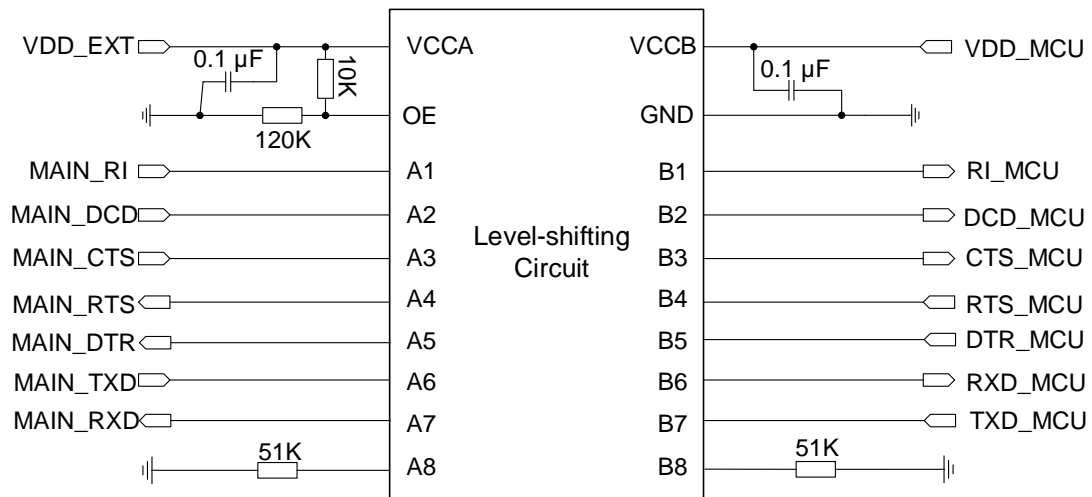 VDD_EXT
0.1 µF
10K
120K
VCCA
OE
VCCB
GND
0.1 µF
VDD_MCU
MAIN_RI
A1
B1
RI_MCU
MAIN_DCD
A2
B2
DCD_MCU
Level-shifting
Circuit
MAIN_CTS
A3
B3
CTS_MCU
MAIN_RTS
A4
B4
RTS_MCU
MAIN_DTR
A5
B5
DTR_MCU
MAIN_TXD
A6
B6
RXD_MCU
MAIN_RXD
A7
B7
TXD_MCU
51K
A8
B8
51K